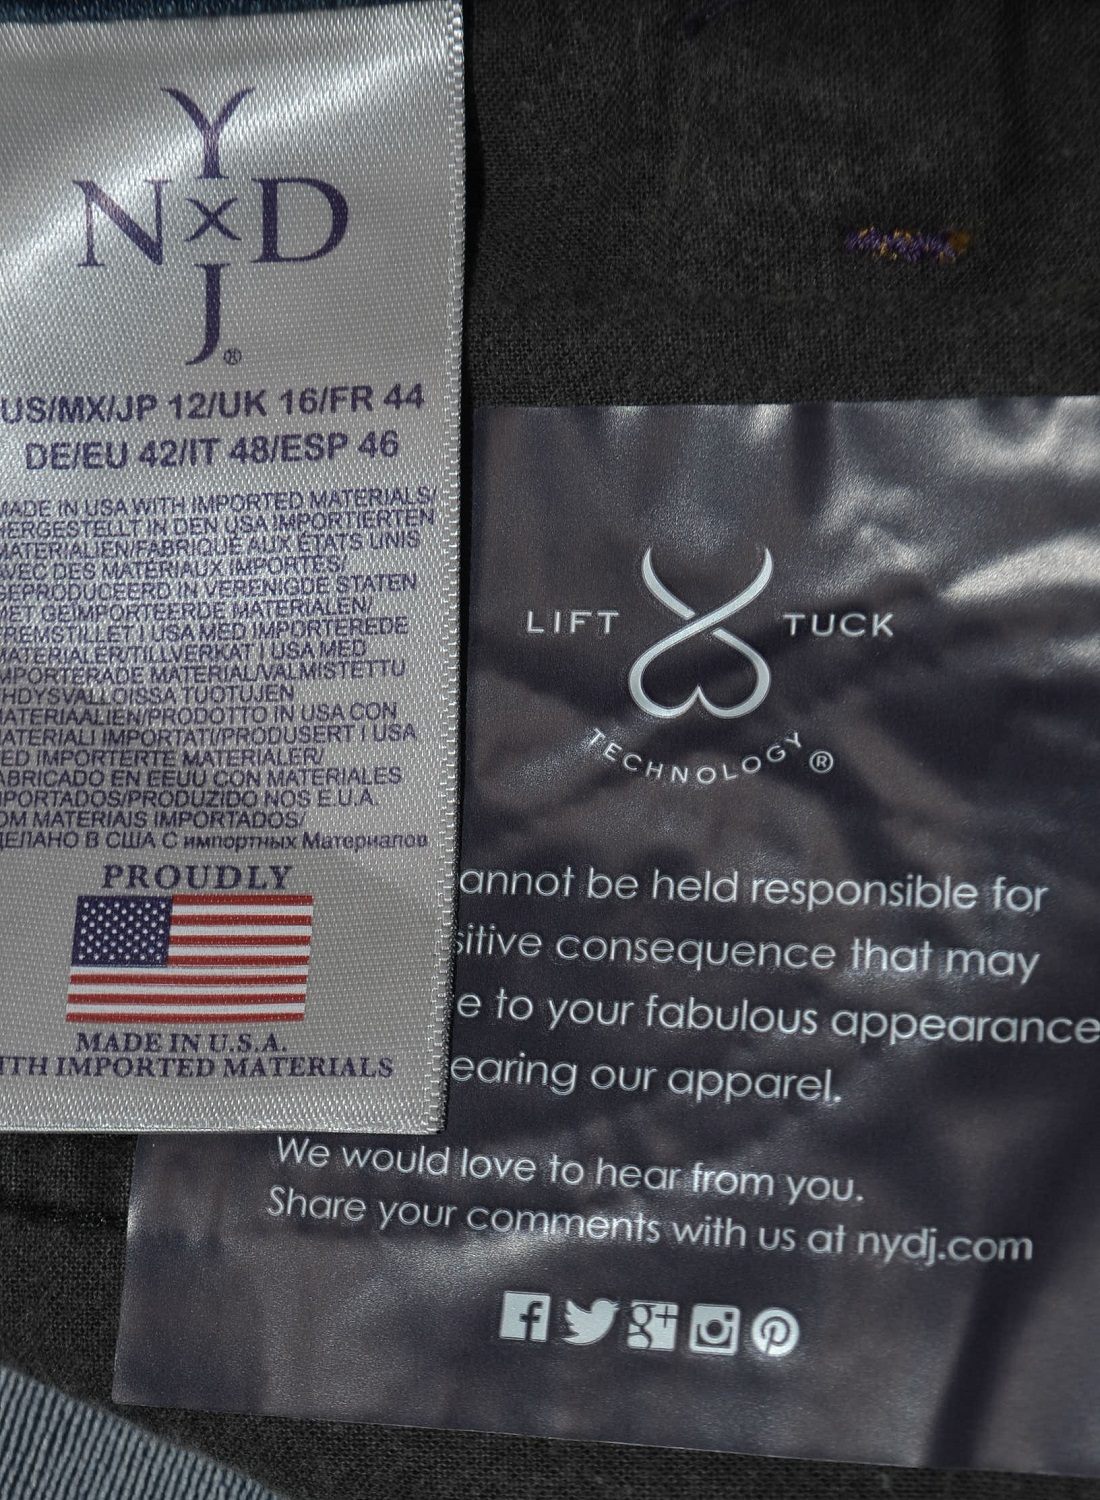 Y
N x D
J®
US/MX/JP 12/UK 16/FR 44
DE/EU 42/IT 48/ESP 46
MADE IN USA WITH IMPORTED MATERIALS/
HERGESTELLT IN DEN USA IMPORTIERTEN
MATERIALIEN/FABRIQUÉ AUX ÉTATS UNIS
AVEC DES MATERIAUX IMPORTES/
GEPRODUCEERD IN VERENIGDE STATEN
MET GEÏMPORTEERDE MATERIALEN/
FREMSTILLET I USA MED IMPORTEREDE
MATERIALER/TILLVERKAT I USA MED
IMPORTERADE MATERIAL/VALMISTETTU
YHDYSVALLOISSA TUOTUJEN
MATERIAALIEN/PRODOTTO IN USA CON
MATERIALI IMPORTATI/PRODUSERT I USA
MED IMPORTERTE MATERIALER/
FABRICADO EN EEUU CON MATERIALES
IMPORTADOS/PRODUZIDO NOS E.U.A.
COM MATERIAIS IMPORTADOS/
СДЕЛАНО В США С импортных Материалов
PROUDLY
MADE IN U.S.A.
WITH IMPORTED MATERIALS
LIFT TUCK
TECHNOLOGY®
annot be held responsible for
sitive consequence that may
e to your fabulous appearance
earing our apparel.
We would love to hear from you.
Share your comments with us at nydj.com